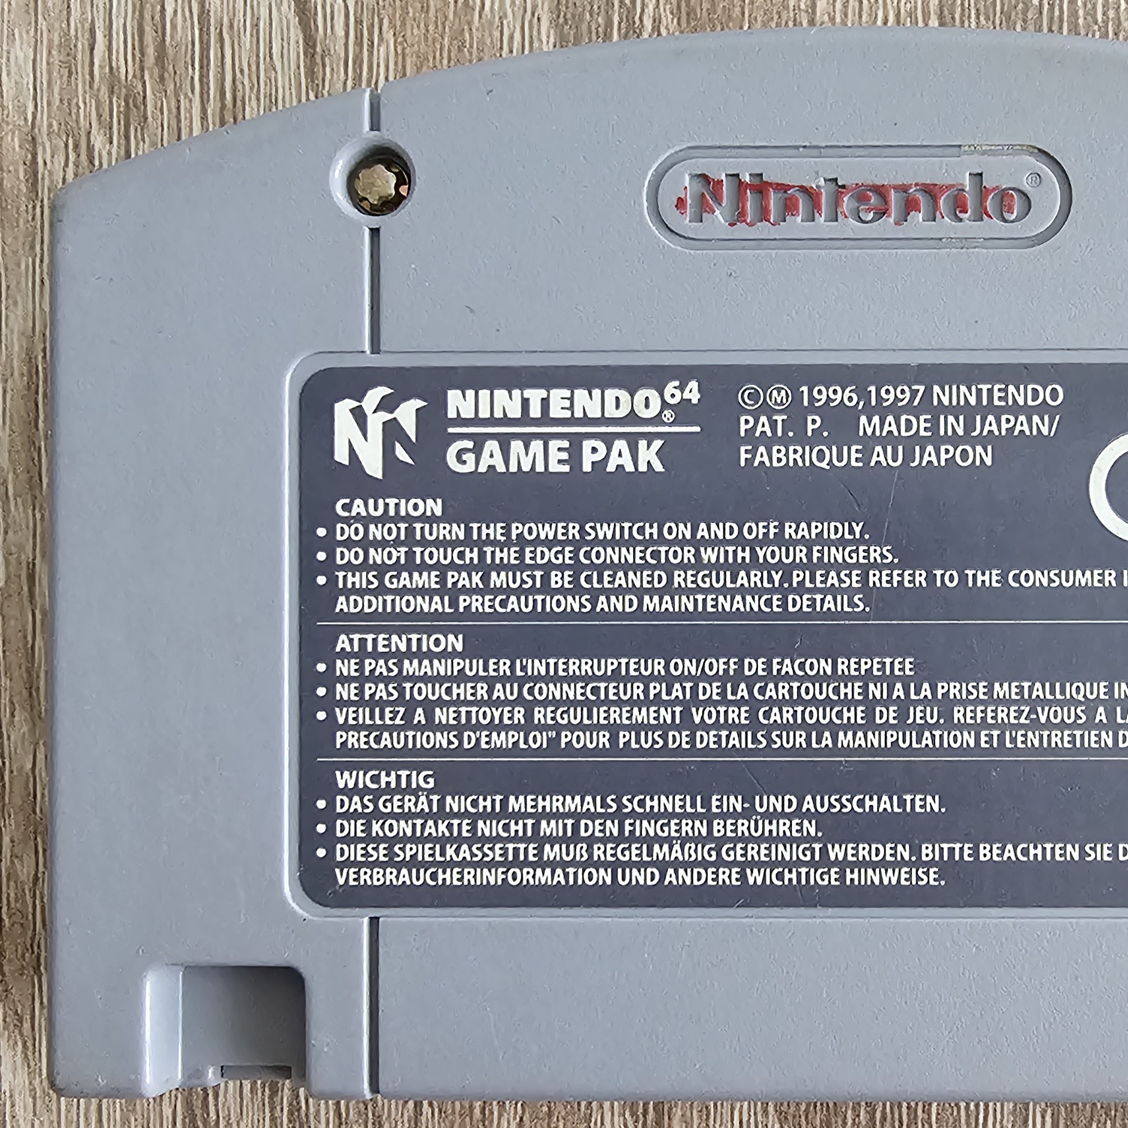 Nintendo®
NINTENDO®64
GAME PAK
©Ⓜ 1996,1997 NINTENDO
PAT. P. MADE IN JAPAN/
FABRIQUE AU JAPON
CAUTION
• DO NOT TURN THE POWER SWITCH ON AND OFF RAPIDLY.
• DO NOT TOUCH THE EDGE CONNECTOR WITH YOUR FINGERS.
• THIS GAME PAK MUST BE CLEANED REGULARLY. PLEASE REFER TO THE CONSUMER
ADDITIONAL PRECAUTIONS AND MAINTENANCE DETAILS.
ATTENTION
• NE PAS MANIPULER L'INTERRUPTEUR ON/OFF DE FACON REPETEE
• NE PAS TOUCHER AU CONNECTEUR PLAT DE LA CARTOUCHE NI A LA PRISE METALLIQUE
• VEILLEZ A NETTOYER REGULIEREMENT VOTRE CARTOUCHE DE JEU. REFEREZ-VOUS A
PRECAUTIONS D'EMPLOI" POUR PLUS DE DETAILS SUR LA MANIPULATION ET L'ENTRETIEN
WICHTIG
• DAS GERÄT NICHT MEHRMALS SCHNELL EIN- UND AUSSCHALTEN.
• DIE KONTAKTE NICHT MIT DEN FINGERN BERÜHREN.
• DIESE SPIELKASSETTE MUß REGELMÄßIG GEREINIGT WERDEN. BITTE BEACHTEN SIE
VERBRAUCHERINFORMATION UND ANDERE WICHTIGE HINWEISE.